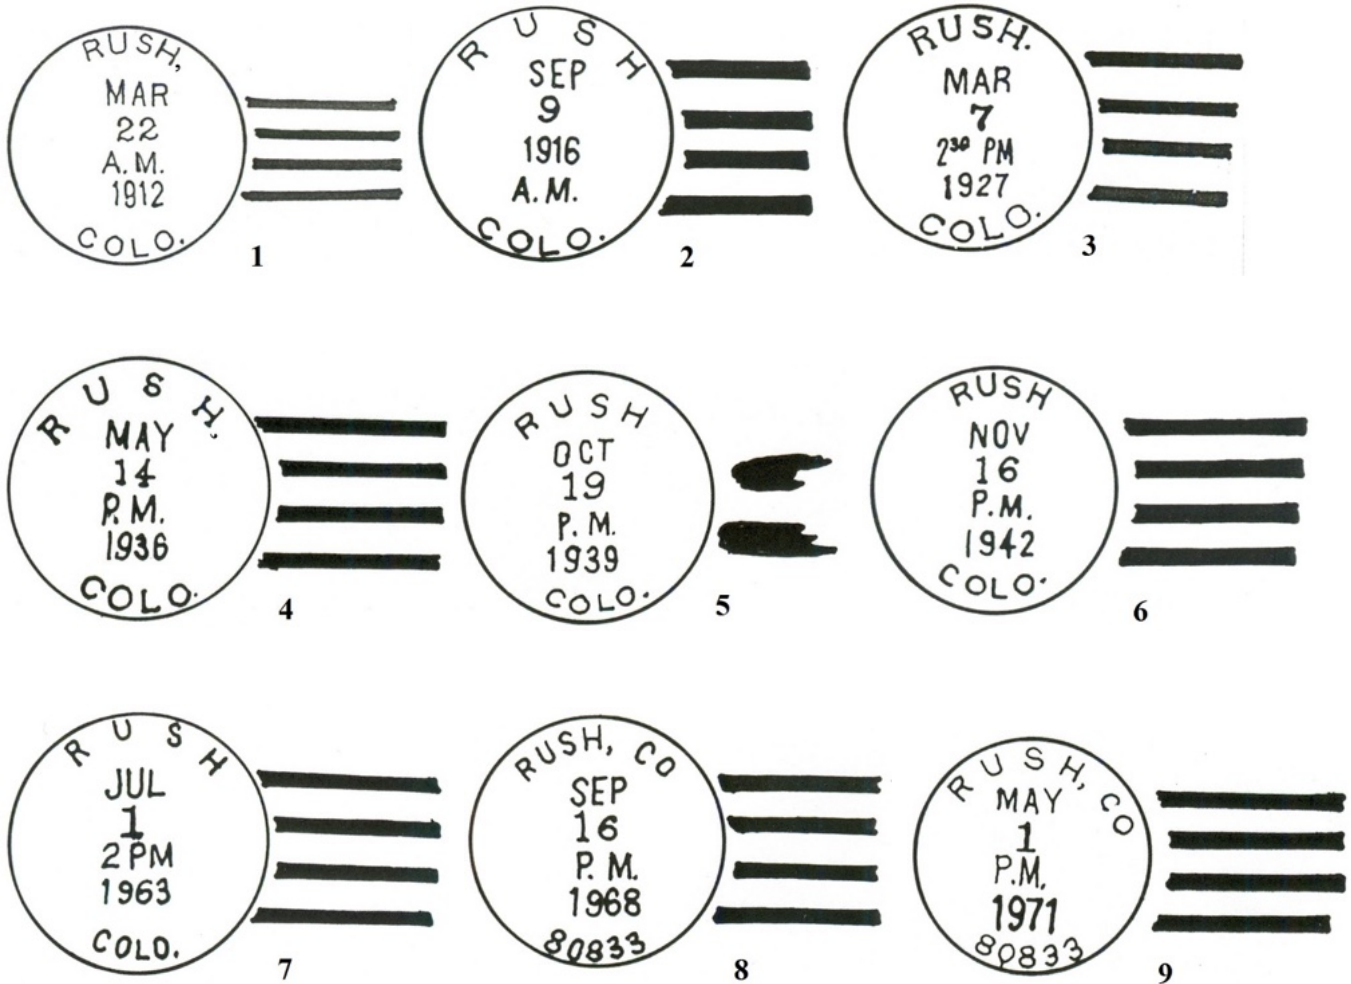 RUSH,
MAR
22
A.M.
1912
COLO.
1
RUSH
SEP
9
1916
A.M.
COLO.
2
RUSH.
MAR
7
2³⁰ PM
1927
COLO.
3
RUSH,
MAY
14
P.M.
1936
COLO.
4
RUSH
OCT
19
P.M.
1939
COLO.
5
RUSH
NOV
16
P.M.
1942
COLO.
6
RUSH
JUL
1
2 PM
1963
COLO.
7
RUSH, CO
SEP
16
P.M.
1968
80833
8
RUSH, CO
MAY
1
P.M.
1971
80833
9